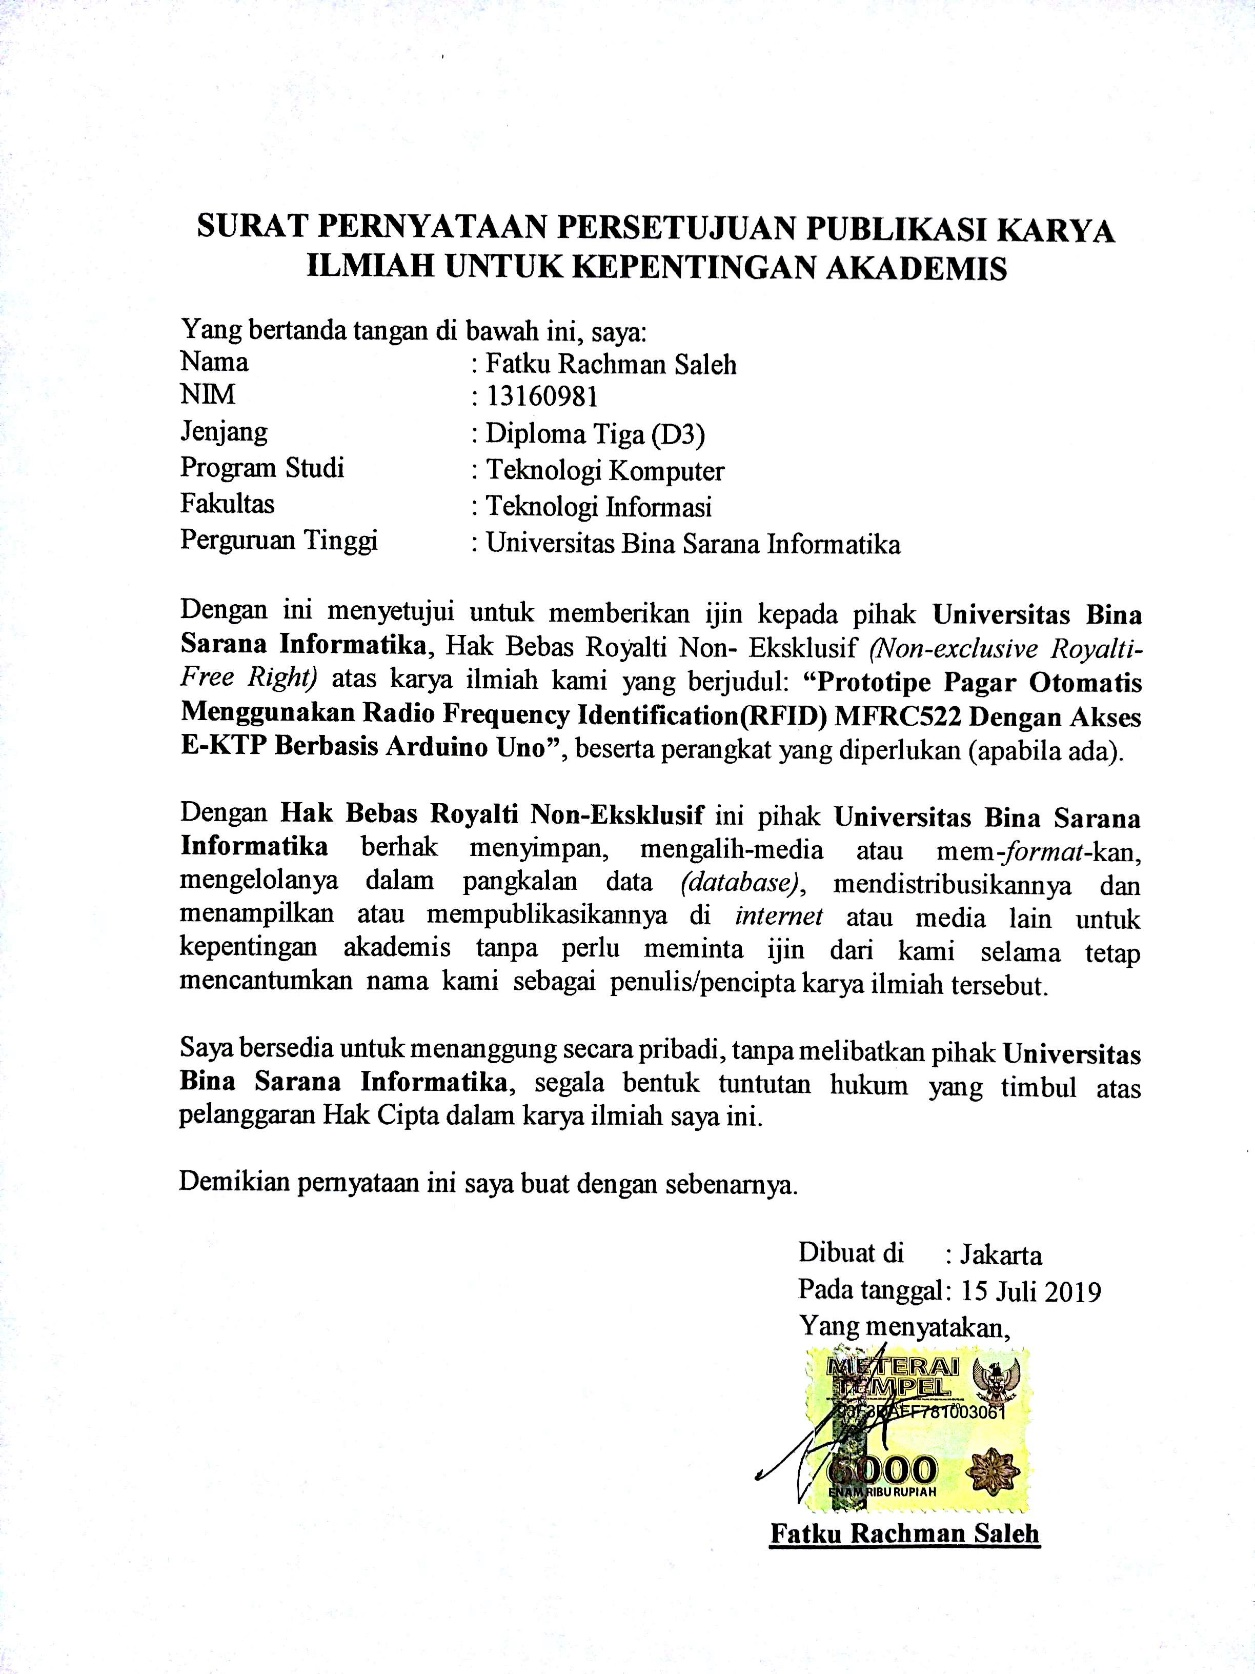 SURAT PERNYATAAN PERSETUJUAN PUBLIKASI KARYA
ILMIAH UNTUK KEPENTINGAN AKADEMIS
Yang bertanda tangan di bawah ini, saya:
Nama : Fatku Rachman Saleh
NIM : 13160981
Jenjang : Diploma Tiga (D3)
Program Studi : Teknologi Komputer
Fakultas : Teknologi Informasi
Perguruan Tinggi : Universitas Bina Sarana Informatika
Dengan ini menyetujui untuk memberikan ijin kepada pihak Universitas Bina
Sarana Informatika, Hak Bebas Royalti Non- Eksklusif (Non-exclusive Royalti-
Free Right) atas karya ilmiah kami yang berjudul: “Prototipe Pagar Otomatis
Menggunakan Radio Frequency Identification(RFID) MFRC522 Dengan Akses
E-KTP Berbasis Arduino Uno”, beserta perangkat yang diperlukan (apabila ada).
Dengan Hak Bebas Royalti Non-Eksklusif ini pihak Universitas Bina Sarana
Informatika berhak menyimpan, mengalih-media atau mem-format-kan,
mengelolanya dalam pangkalan data (database), mendistribusikannya dan
menampilkan atau mempublikasikannya di internet atau media lain untuk
kepentingan akademis tanpa perlu meminta ijin dari kami selama tetap
mencantumkan nama kami sebagai penulis/pencipta karya ilmiah tersebut.
Saya bersedia untuk menanggung secara pribadi, tanpa melibatkan pihak Universitas
Bina Sarana Informatika, segala bentuk tuntutan hukum yang timbul atas
pelanggaran Hak Cipta dalam karya ilmiah saya ini.
Demikian pernyataan ini saya buat dengan sebenarnya.
Dibuat di : Jakarta
Pada tanggal: 15 Juli 2019
Yang menyatakan,
METERAI
TEMPEL
6000
ENAM RIBU RUPIAH
Fatku Rachman Saleh